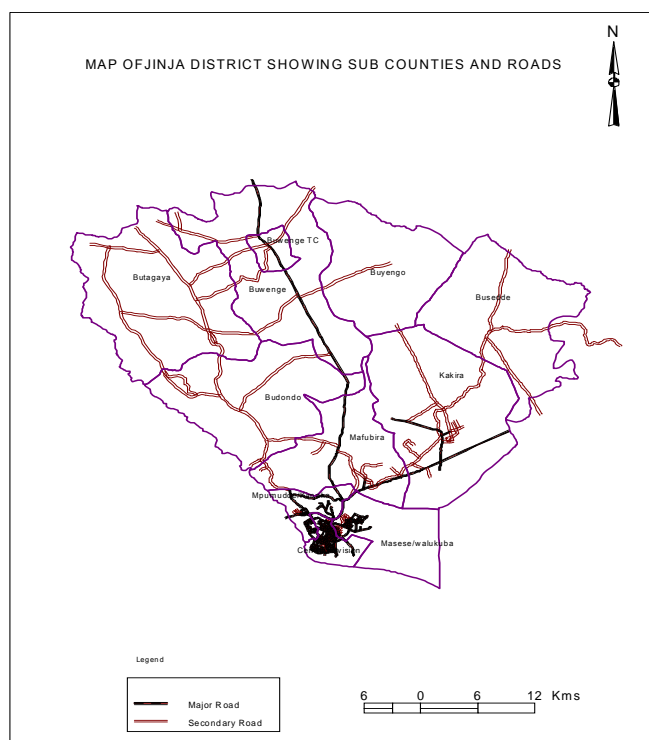 N
MAP OFJINJA DISTRICT SHOWING SUB COUNTIES AND ROADS
Buwenge TC
Butagaya
Buyengo
Buwenge
Busedde
Kakira
Budondo
Mafubira
Masese/walukuba
Legend
Major Road
Secondary Road
6 0 6 12 Kms